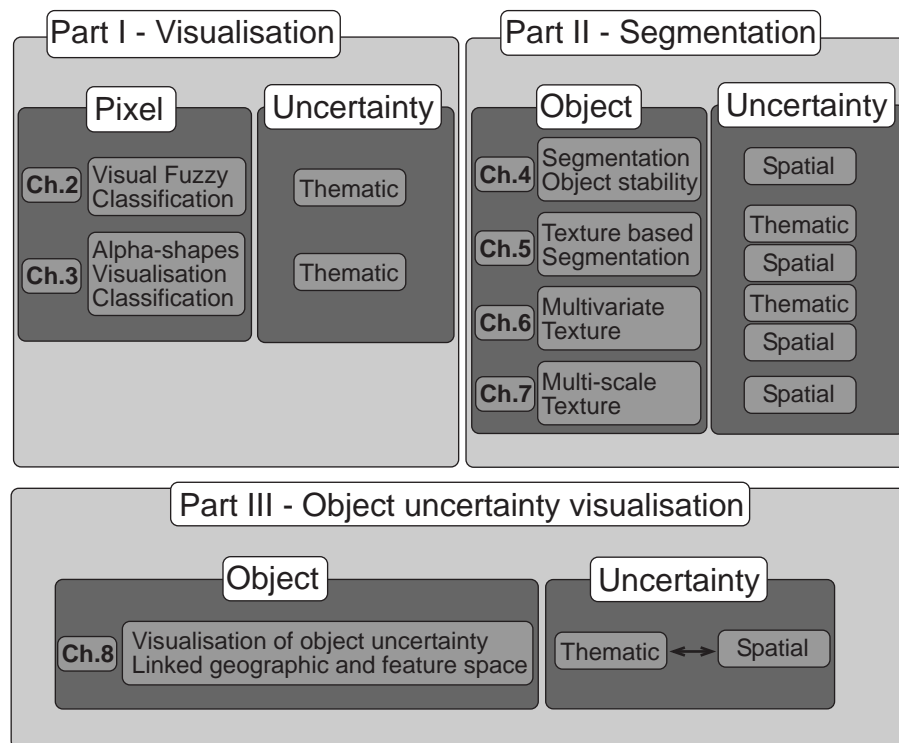 Part I - Visualisation
Pixel
Uncertainty
Ch.2
Visual Fuzzy
Classification
Thematic
Ch.3
Alpha-shapes
Visualisation
Classification
Thematic
Part II - Segmentation
Object
Uncertainty
Ch.4
Segmentation
Object stability
Spatial
Ch.5
Texture based
Segmentation
Thematic
Spatial
Ch.6
Multivariate
Texture
Thematic
Spatial
Ch.7
Multi-scale
Texture
Spatial
Part III - Object uncertainty visualisation
Object
Uncertainty
Ch.8
Visualisation of object uncertainty
Linked geographic and feature space
Thematic
Spatial